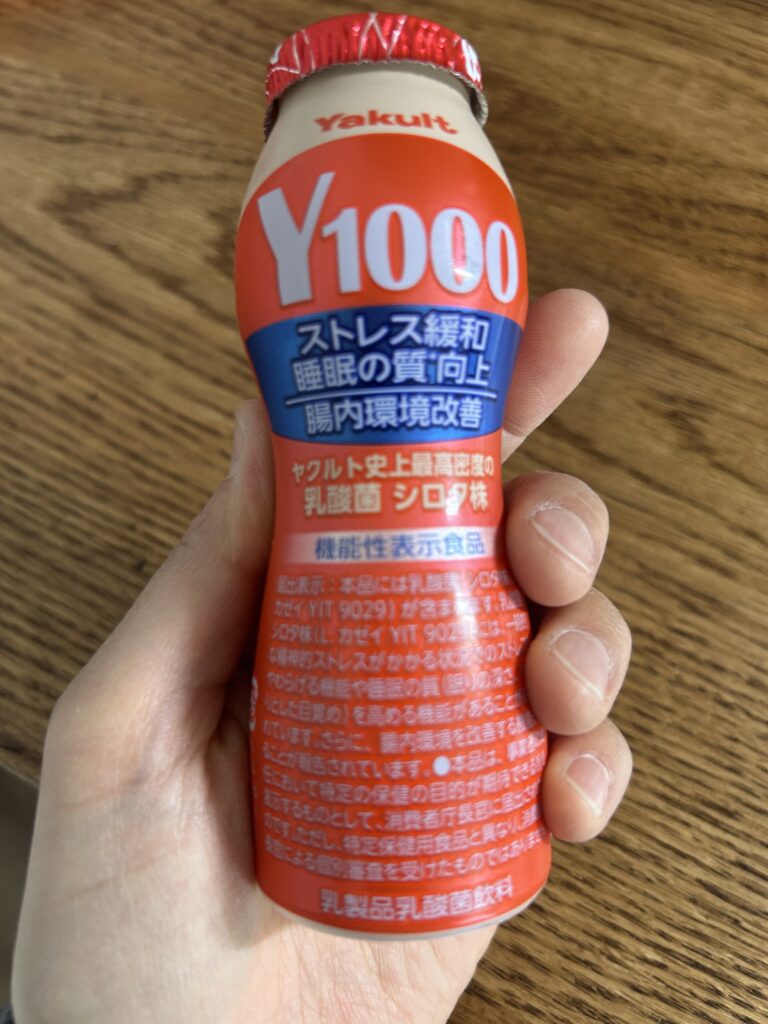 Yakult
Y1000
ストレス緩和
睡眠の質*向上
腸内環境改善
ヤクルト史上最高密度の
乳酸菌 シロタ株
機能性表示食品
届出表示：本品には乳酸菌 シロタ株
カゼイ YIT 9029) が含まれます。
シロタ株(L. カゼイ YIT 9029)には、一時的
な精神的ストレスがかかる状況でのストレス
やわらげる機能や睡眠の質(眠りの深さ
りとした目覚め)を高める機能があること
れています。さらに、腸内環境を改善する
ことが報告されています。●本品は、事業者
任において特定の保健の目的が期待できる
表示するものとして、消費者庁長官に届出
のです。ただし、特定保健用食品と異なり、消費
長官による個別審査を受けたものではありま
乳製品乳酸菌飲料